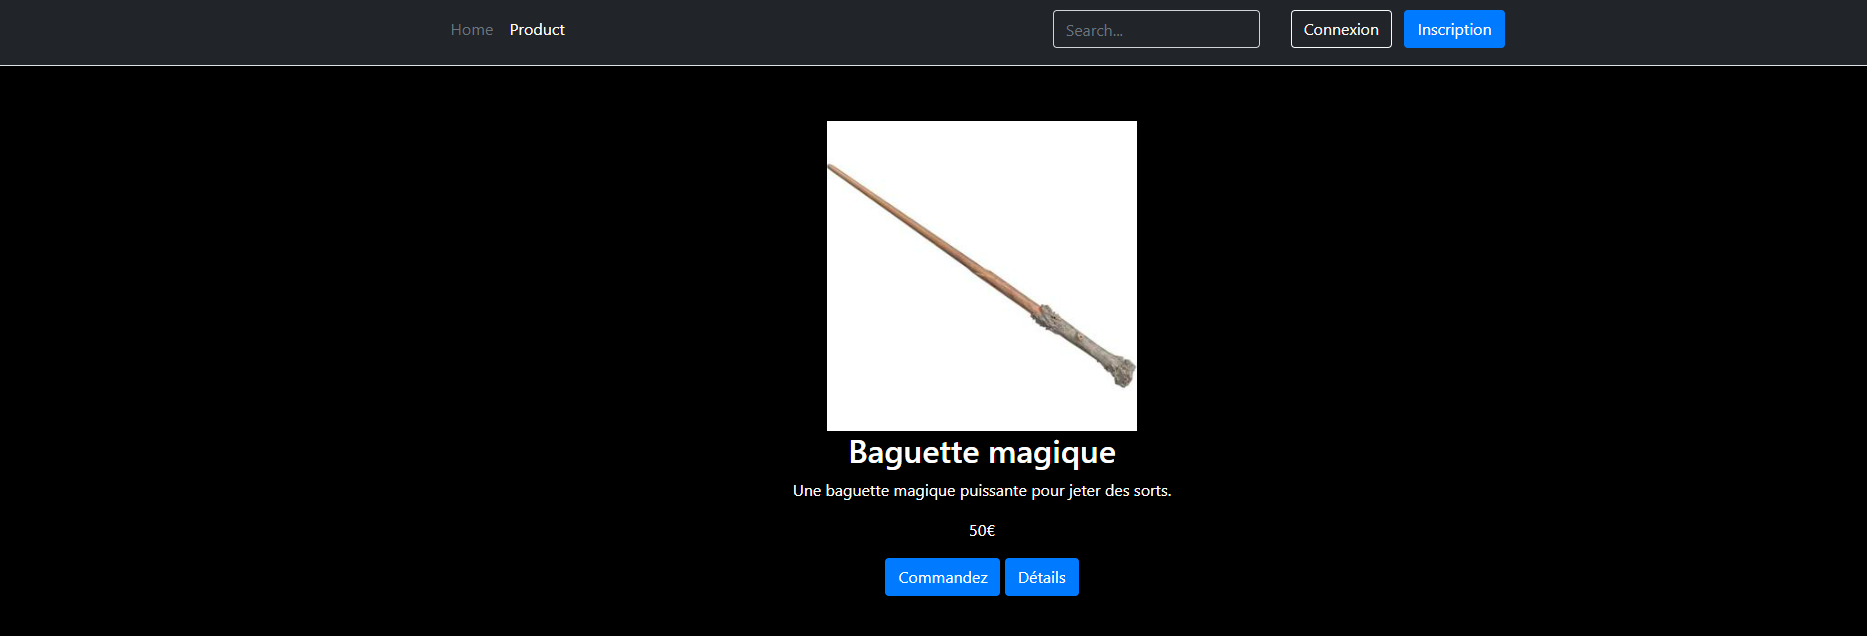 Home Product Search... Connexion Inscription
Baguette magique
Une baguette magique puissante pour jeter des sorts.
50€
Commandez Détails